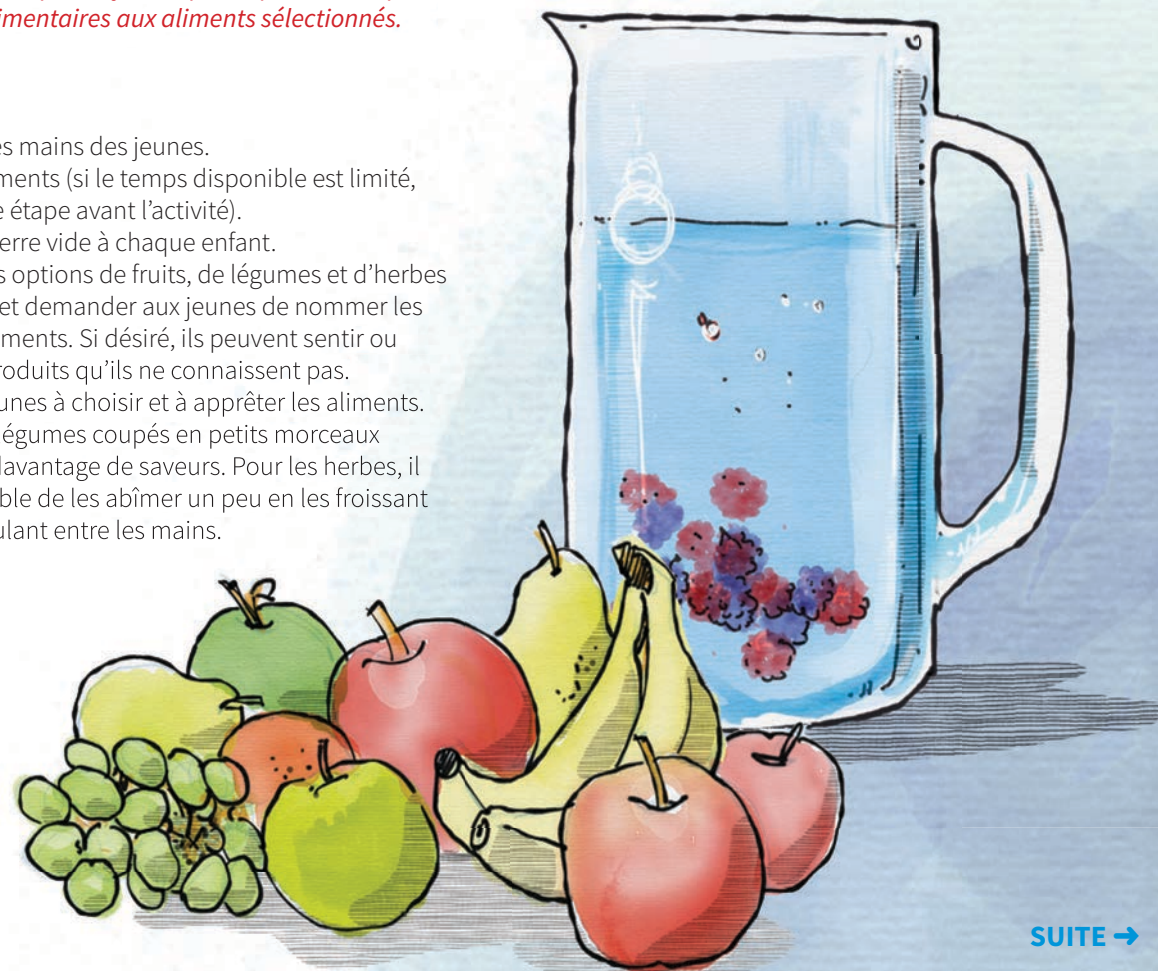 imentaires aux aliments sélectionnés.
es mains des jeunes.
ments (si le temps disponible est limité,
e étape avant l’activité).
erre vide à chaque enfant.
s options de fruits, de légumes et d’herbes
et demander aux jeunes de nommer les
ments. Si désiré, ils peuvent sentir ou
roduits qu’ils ne connaissent pas.
unes à choisir et à apprêter les aliments.
légumes coupés en petits morceaux
davantage de saveurs. Pour les herbes, il
ble de les abîmer un peu en les froissant
ulant entre les mains.
SUITE ➜